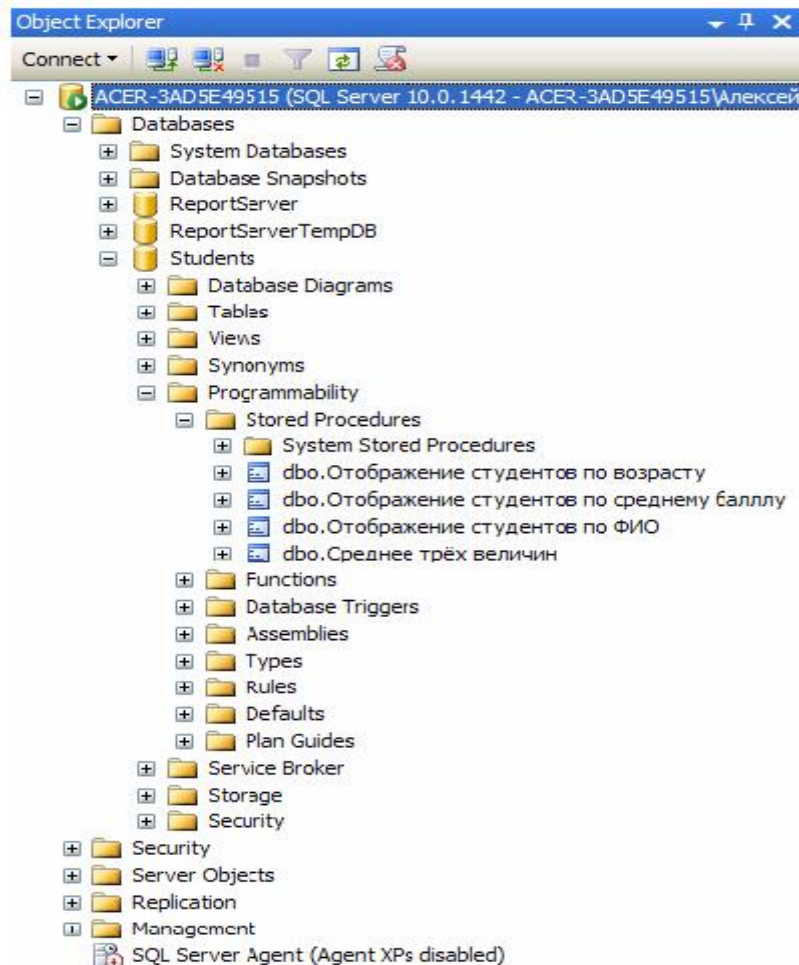 Object Explorer
Connect
ACER-3AD5E49515 (SQL Server 10.0.1442 - ACER-3AD5E49515\Алексей
Databases
System Databases
Database Snapshots
ReportServer
ReportServerTempDB
Students
Database Diagrams
Tables
Views
Synonyms
Programmability
Stored Procedures
System Stored Procedures
dbo.Отображение студентов по возрасту
dbo.Отображение студентов по среднему балллу
dbo.Отображение студентов по ФИО
dbo.Среднее трёх величин
Functions
Database Triggers
Assemblies
Types
Rules
Defaults
Plan Guides
Service Broker
Storage
Security
Security
Server Objects
Replication
Management
SQL Server Agent (Agent XPs disabled)